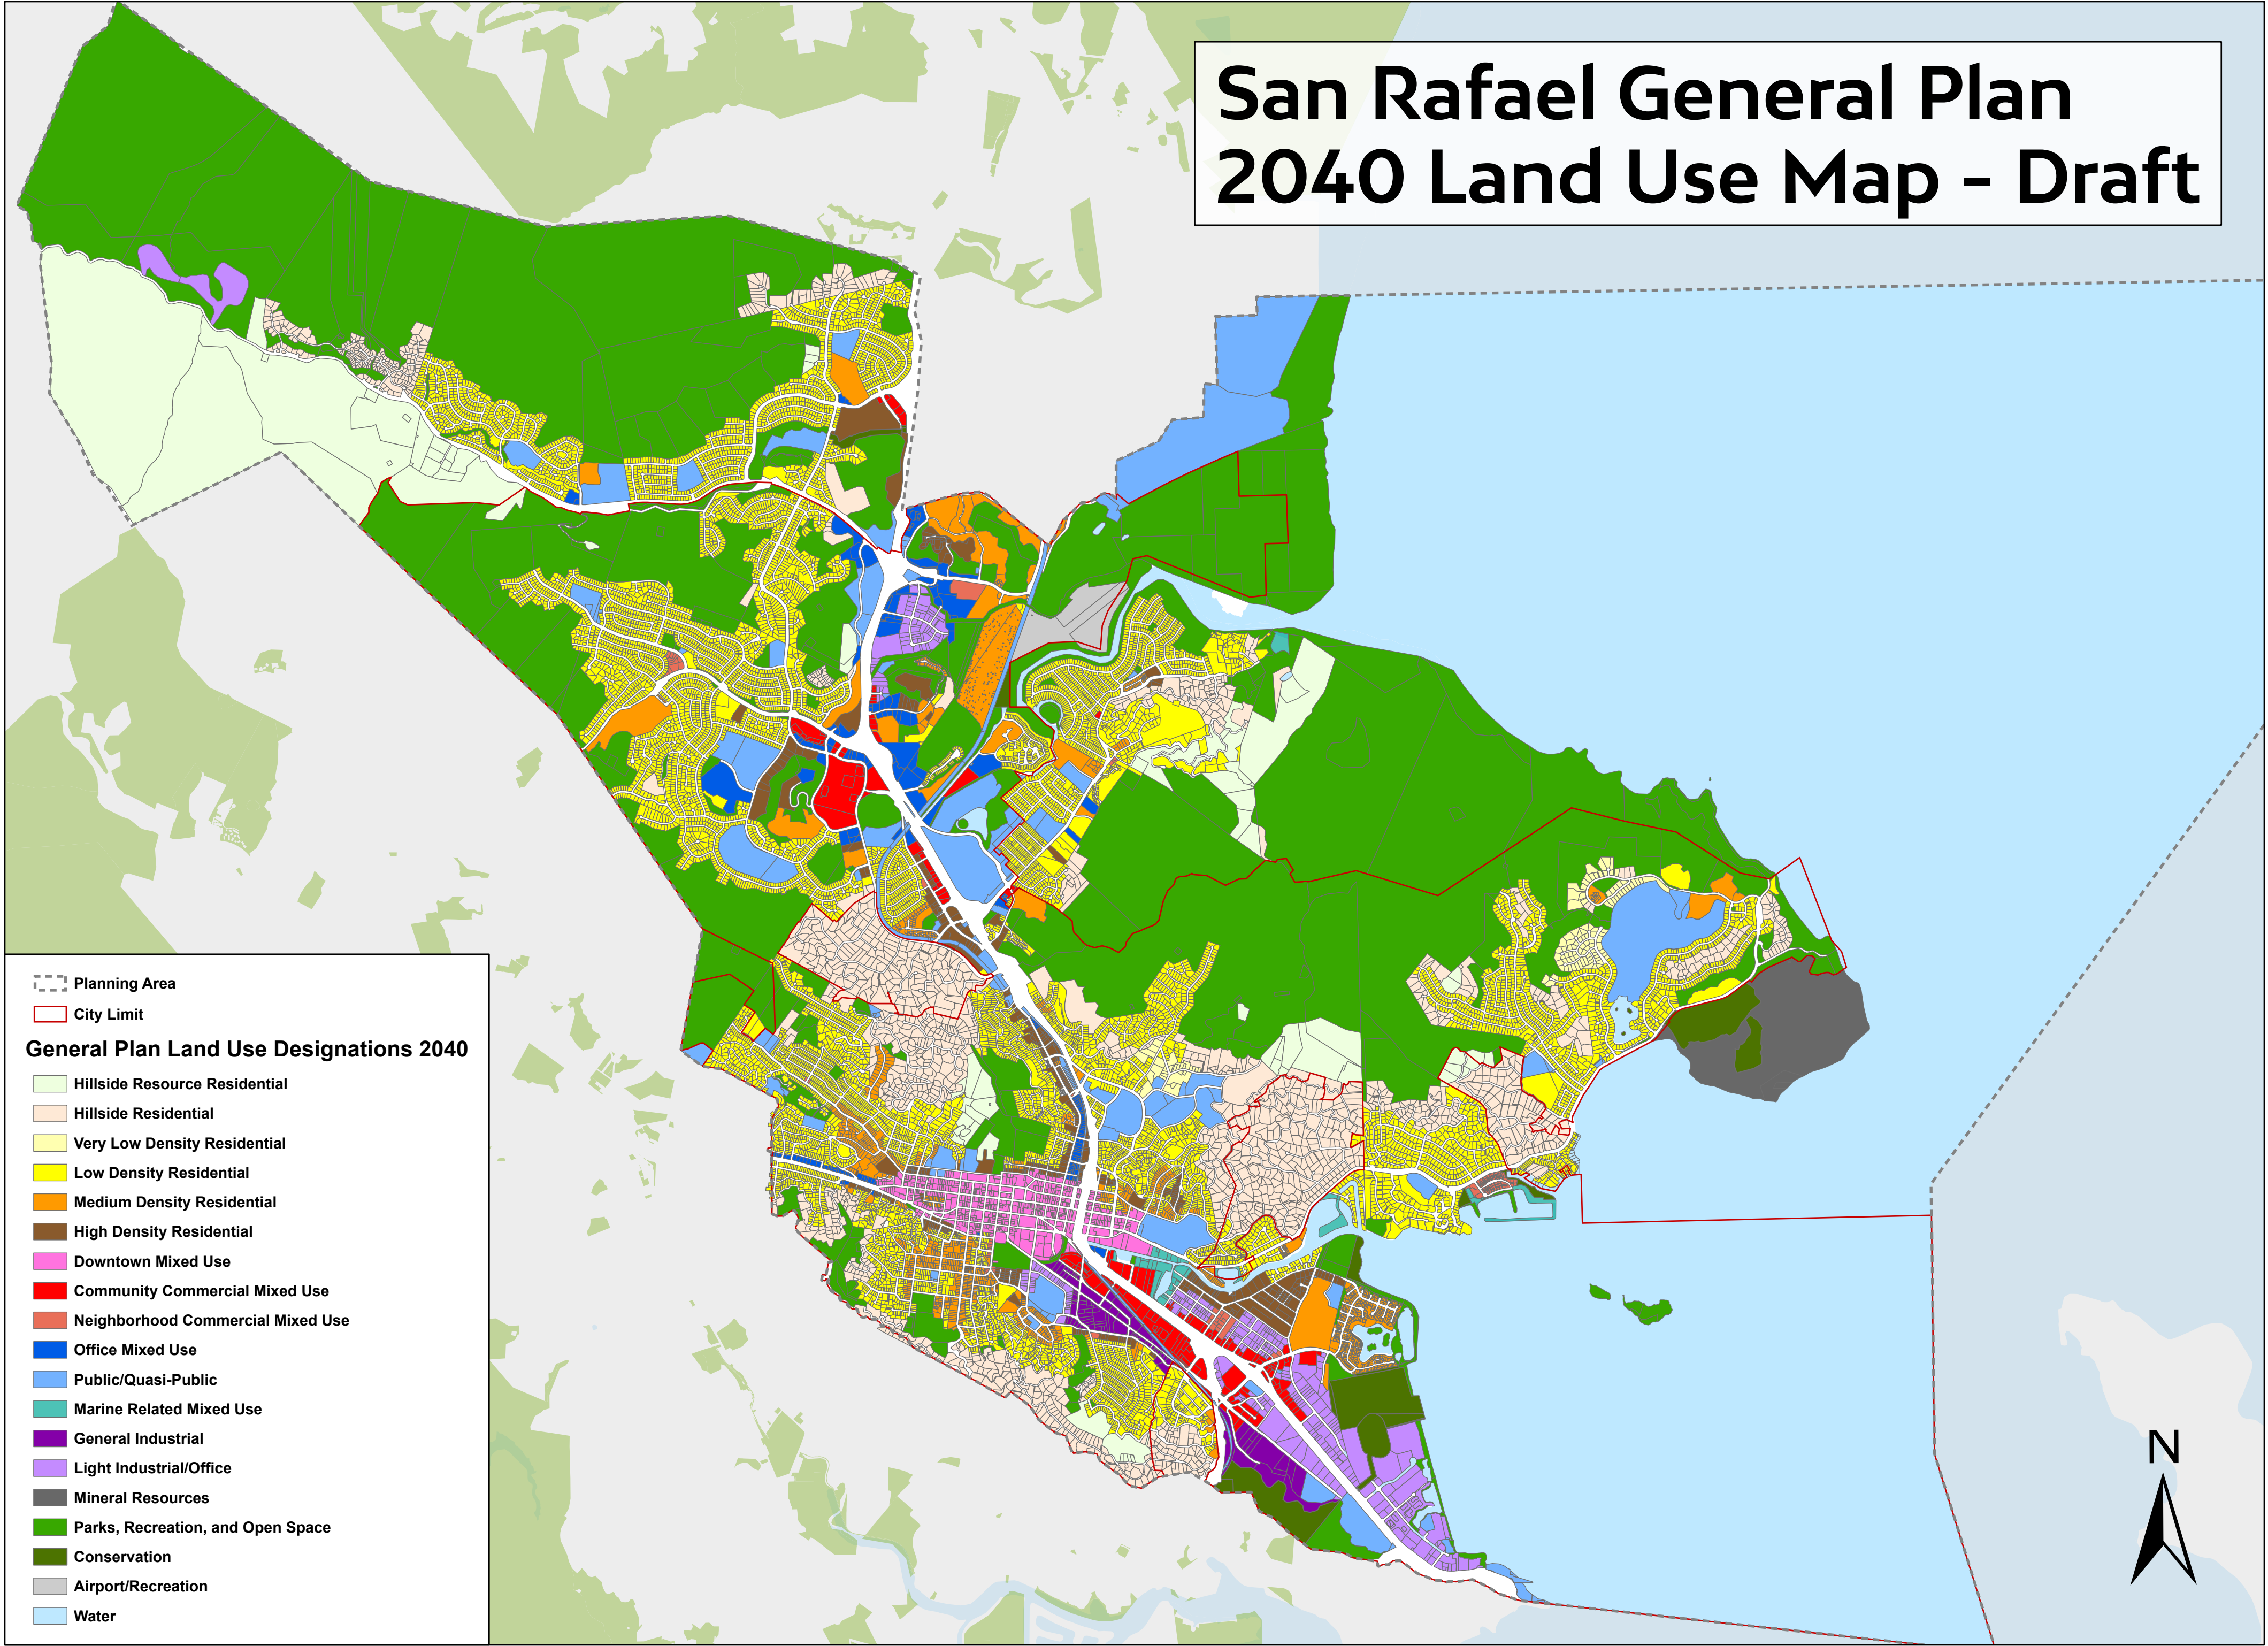 San Rafael General Plan
2040 Land Use Map - Draft
Planning Area
City Limit
General Plan Land Use Designations 2040
Hillside Resource Residential
Hillside Residential
Very Low Density Residential
Low Density Residential
Medium Density Residential
High Density Residential
Downtown Mixed Use
Community Commercial Mixed Use
Neighborhood Commercial Mixed Use
Office Mixed Use
Public/Quasi-Public
Marine Related Mixed Use
General Industrial
Light Industrial/Office
Mineral Resources
Parks, Recreation, and Open Space
Conservation
Airport/Recreation
Water
N